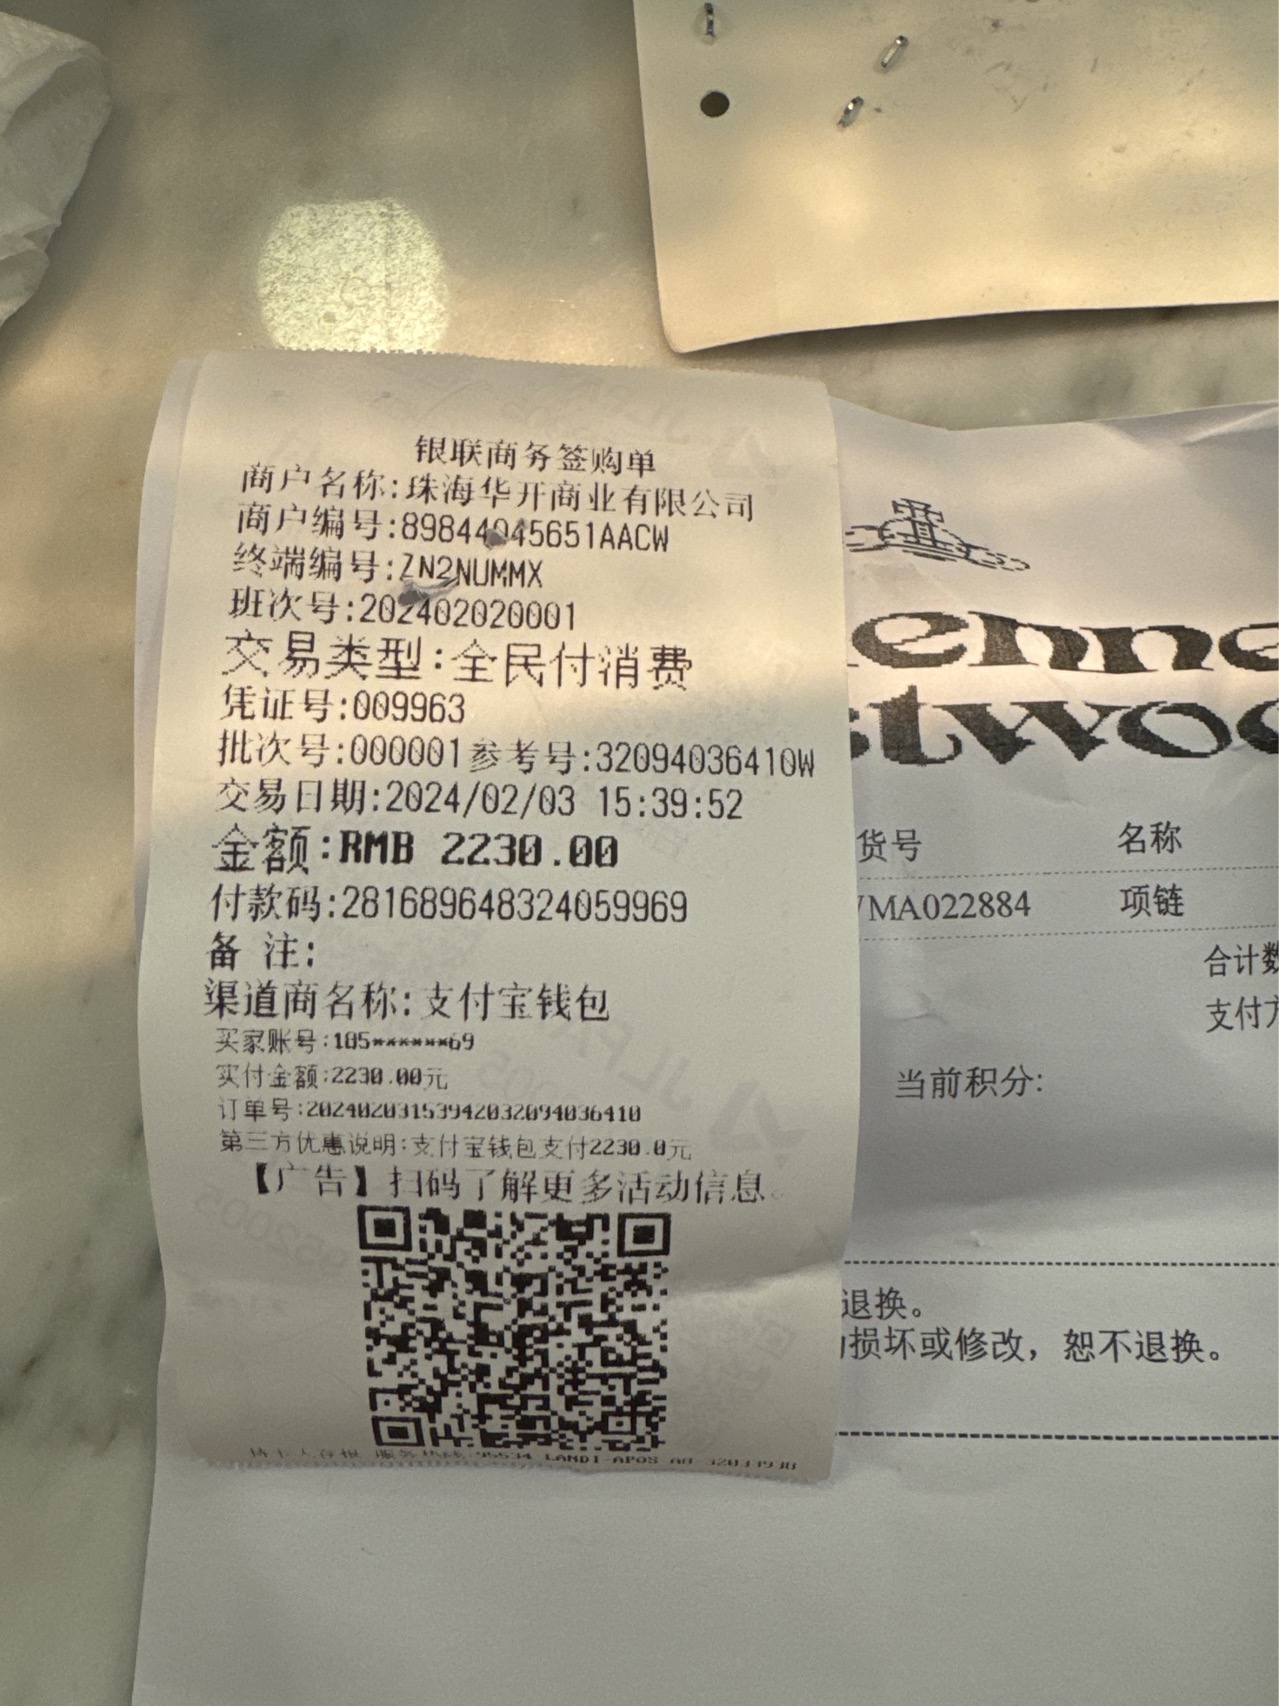 银联商务签购单
商户名称:珠海华开商业有限公司
商户编号:89844045651AACW
终端编号:ZN2NUMMX
班次号:202402020001
交易类型:全民付消费
凭证号:009963
批次号:000001参考号:32094036410W
交易日期:2024/02/03 15:39:52
金额:RMB 2230.00
付款码:281689648324059969
备 注:
渠道商名称:支付宝钱包
买家账号:185******69
实付金额:2230.00元
订单号:20240203153942032094036410
第三方优惠说明:支付宝钱包支付2230.0元
【广告】扫码了解更多活动信息。
服务热线:95534 LANDI-APOS
货号 名称
MA022884 项链
合计数
支付方
当前积分:
退换。
损坏或修改，恕不退换。